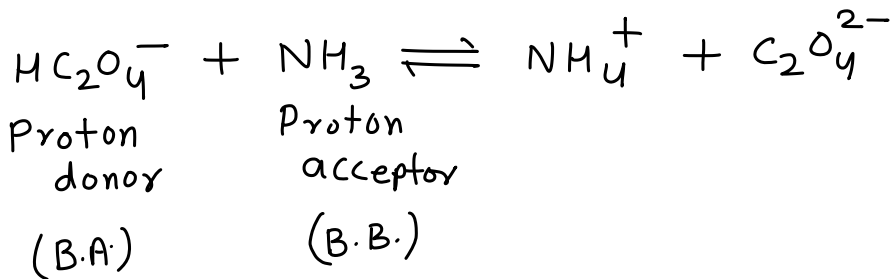 HC₂O₄⁻ + NH₃ ⇌ NH₄⁺ + C₂O₄²⁻
Proton Proton
donor acceptor
(B.A.) (B.B.)